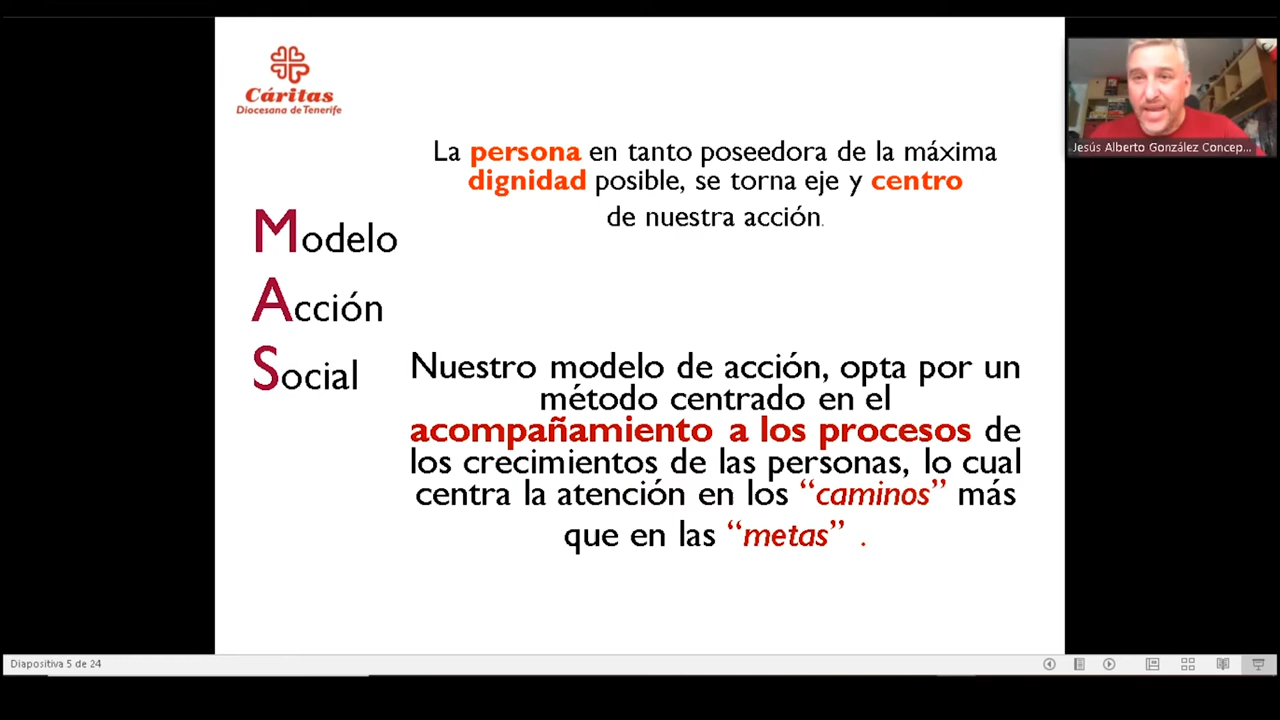 Cáritas
Diocesana de Tenerife
La persona en tanto poseedora de la máxima
dignidad posible, se torna eje y centro
de nuestra acción.
Modelo
Acción
Social
Nuestro modelo de acción, opta por un
método centrado en el
acompañamiento a los procesos de
los crecimientos de las personas, lo cual
centra la atención en los “caminos” más
que en las “metas” .
Jesús Alberto González Concep...
Diapositiva 5 de 24